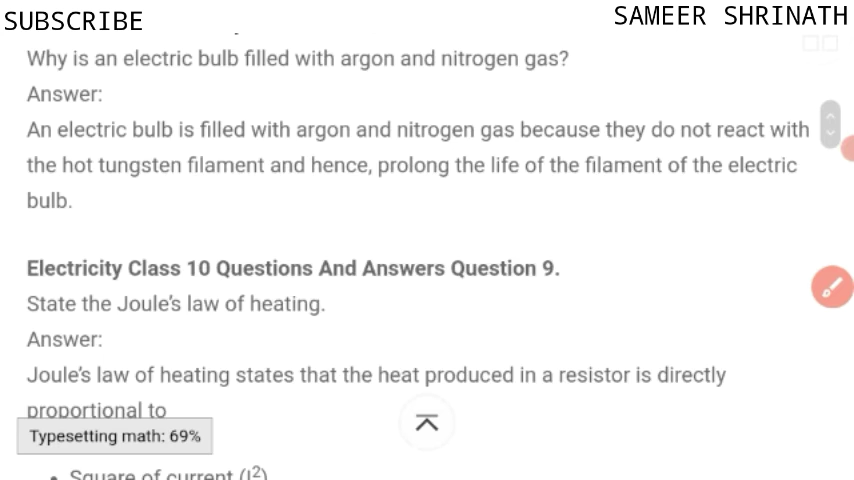 SUBSCRIBE
SAMEER SHRINATH
Why is an electric bulb filled with argon and nitrogen gas?
Answer:
An electric bulb is filled with argon and nitrogen gas because they do not react with
the hot tungsten filament and hence, prolong the life of the filament of the electric
bulb.
Electricity Class 10 Questions And Answers Question 9.
State the Joule's law of heating.
Answer:
Joule's law of heating states that the heat produced in a resistor is directly
proportional to
Typesetting math: 69%
• Square of current (I²)